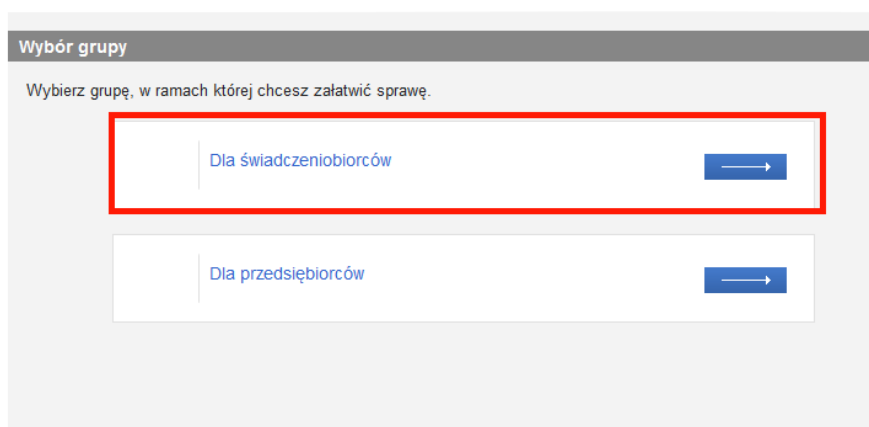 Wybór grupy
Wybierz grupę, w ramach której chcesz załatwić sprawę.
Dla świadczeniobiorców
Dla przedsiębiorców